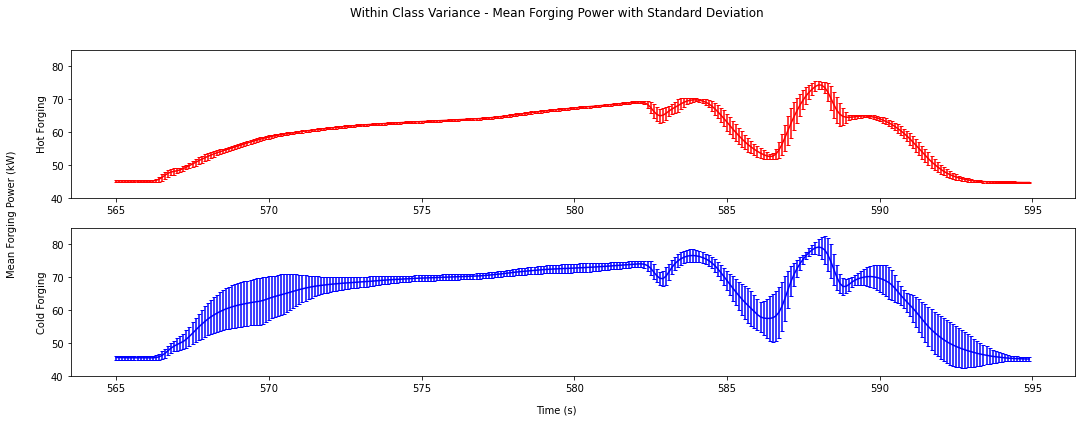 Within Class Variance - Mean Forging Power with Standard Deviation
Mean Forging Power (kW)
Hot Forging
80
70
60
50
40
565 570 575 580 585 590 595
Cold Forging
80
70
60
50
40
565 570 575 580 585 590 595
Time (s)